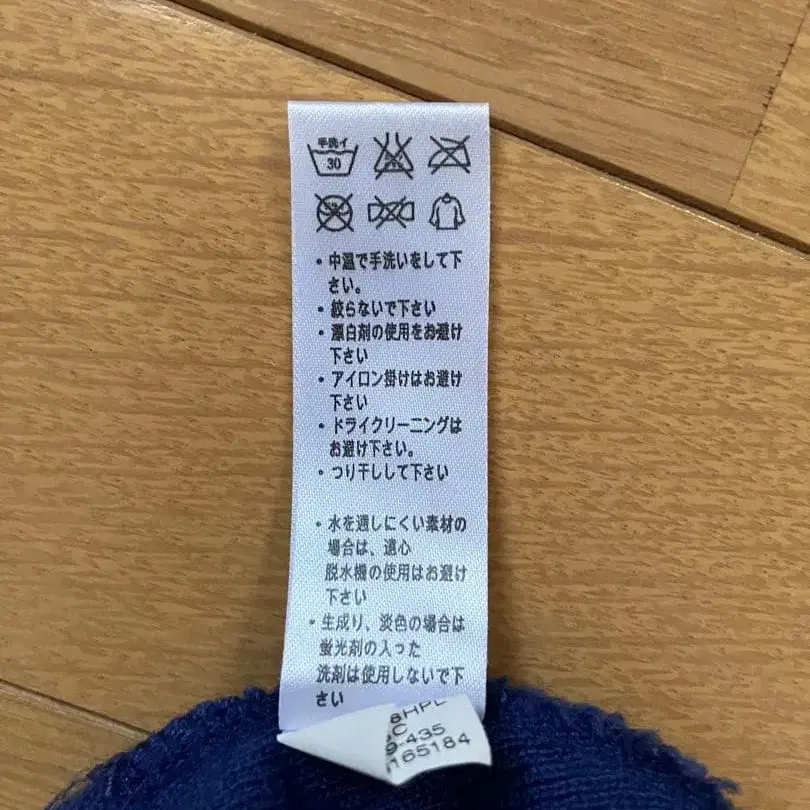 手洗イ
30
・中温で手洗いをして下
さい。
・絞らないで下さい
・漂白剤の使用をお避け
下さい
・アイロン掛けはお避け
下さい
・ドライクリーニングは
お避け下さい。
・つり干しして下さい
・水を通しにくい素材の
場合は、遠心
脱水機の使用はお避け
下さい
・生成り、淡色の場合は
蛍光剤の入った
洗剤は使用しないで下
さい
8HPL
C
9-435
165184